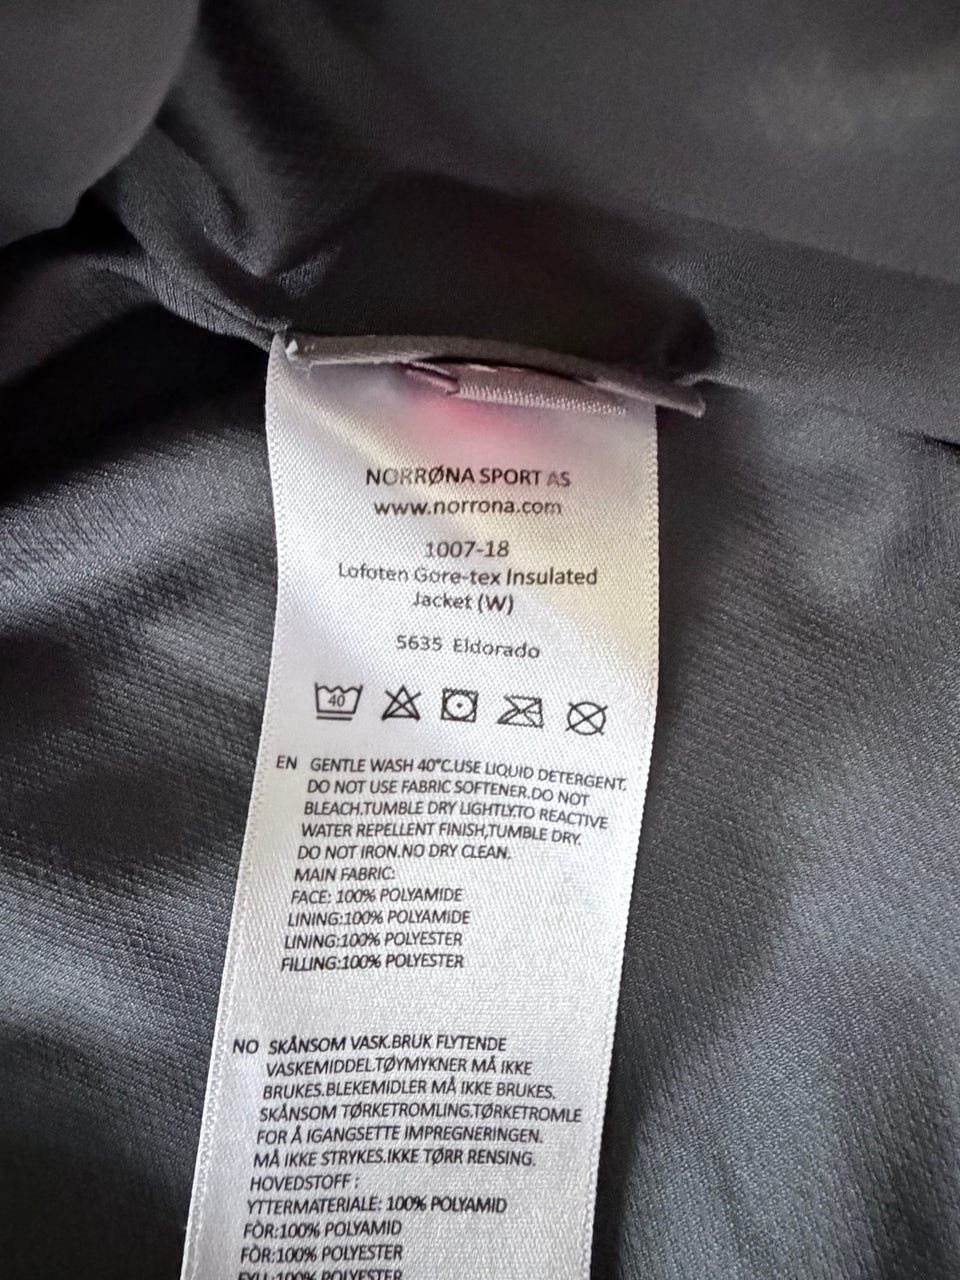 NORRØNA SPORT AS
www.norrona.com
1007-18
Lofoten Gore-tex Insulated
Jacket (W)
5635 Eldorado
40
EN GENTLE WASH 40°C.USE LIQUID DETERGENT.
DO NOT USE FABRIC SOFTENER.DO NOT
BLEACH.TUMBLE DRY LIGHTLY.TO REACTIVE
WATER REPELLENT FINISH,TUMBLE DRY.
DO NOT IRON.NO DRY CLEAN.
MAIN FABRIC:
FACE: 100% POLYAMIDE
LINING:100% POLYAMIDE
LINING:100% POLYESTER
FILLING:100% POLYESTER
NO SKÅNSOM VASK.BRUK FLYTENDE
VASKEMIDDEL.TØYMYKNER MÅ IKKE
BRUKES.BLEKEMIDLER MÅ IKKE BRUKES.
SKÅNSOM TØRKETROMLING.TØRKETROMLE
FOR Å IGANGSETTE IMPREGNERINGEN.
MÅ IKKE STRYKES.IKKE TØRR RENSING.
HOVEDSTOFF :
YTTERMATERIALE: 100% POLYAMID
FÒR:100% POLYAMID
FÒR:100% POLYESTER
FYLL:100% POLYESTER